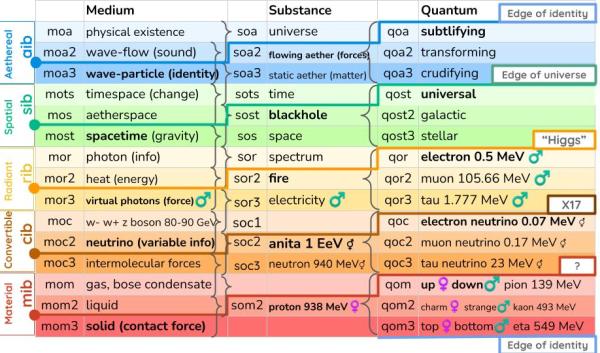 Medium Substance Quantum Edge of identity
Aethereal aib moa physical existence soa universe qoa subtlifying
moa2 wave-flow (sound) soa2 flowing aether (forces) qoa2 transforming
moa3 wave-particle (identity) soa3 static aether (matter) qoa3 crudifying Edge of universe
Spatial sib mots timespace (change) sots time qost universal
mos aetherspace sost blackhole qost2 galactic
most spacetime (gravity) sos space qost3 stellar "Higgs"
Radiant rib mor photon (info) sor spectrum qor electron 0.5 MeV ♂
mor2 heat (energy) sor2 fire qor2 muon 105.66 MeV ♂
mor3 virtual photons (force) ♂ sor3 electricity ♂ qor3 tau 1.777 MeV ♂ X17
Convertible cib moc w- w+ z boson 80-90 GeV soc1 qoc electron neutrino 0.07 MeV ⚥
moc2 neutrino (variable info) soc2 anita 1 EeV ⚥ qoc2 muon neutrino 0.17 MeV ⚥
moc3 intermolecular forces soc3 neutron 940 MeV ⚥ qoc3 tau neutrino 23 MeV ⚥ ?
Material mib mom gas, bose condensate qom up ♀ down ♂ pion 139 MeV
mom2 liquid som2 proton 938 MeV ♀ qom2 charm ♀ strange ♂ kaon 493 MeV
mom3 solid (contact force) qom3 top ♀ bottom ♂ eta 549 MeV
Edge of identity